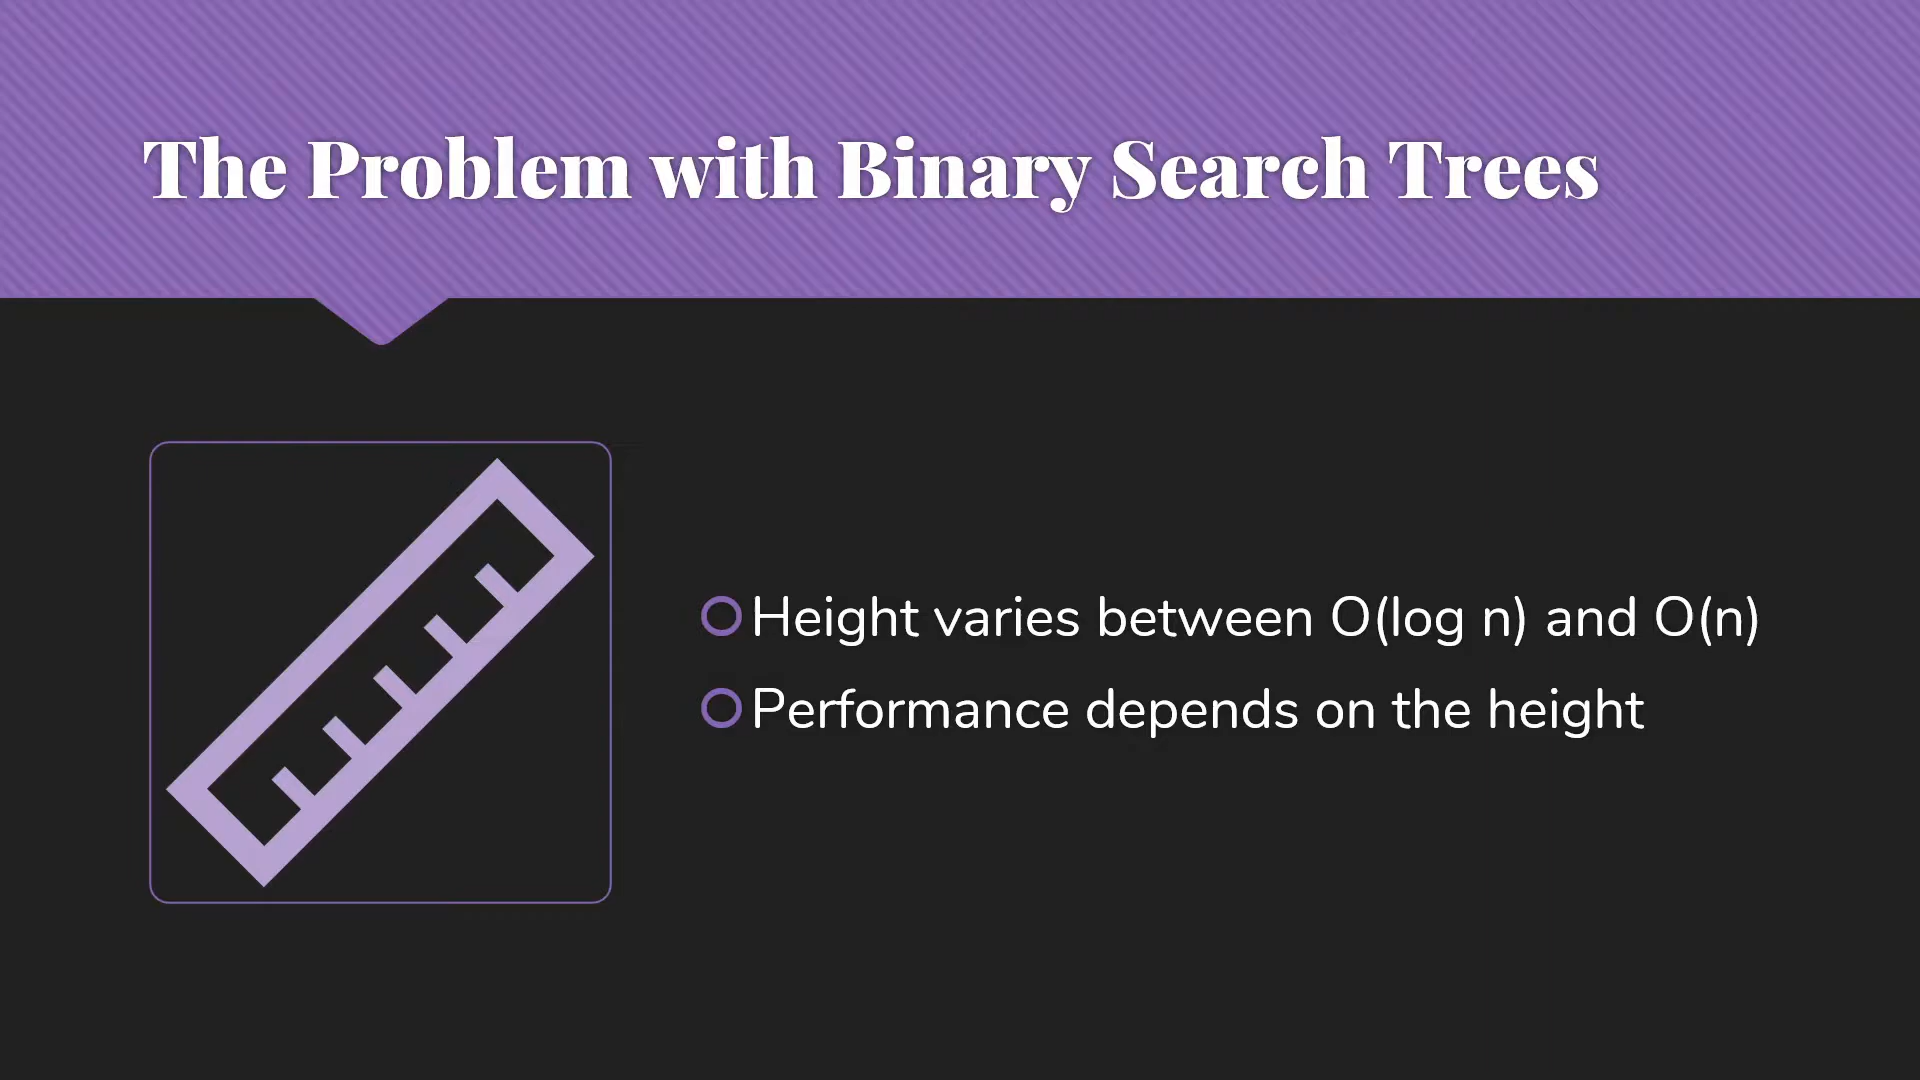 The Problem with Binary Search Trees
Height varies between O(log n) and O(n)
Performance depends on the height